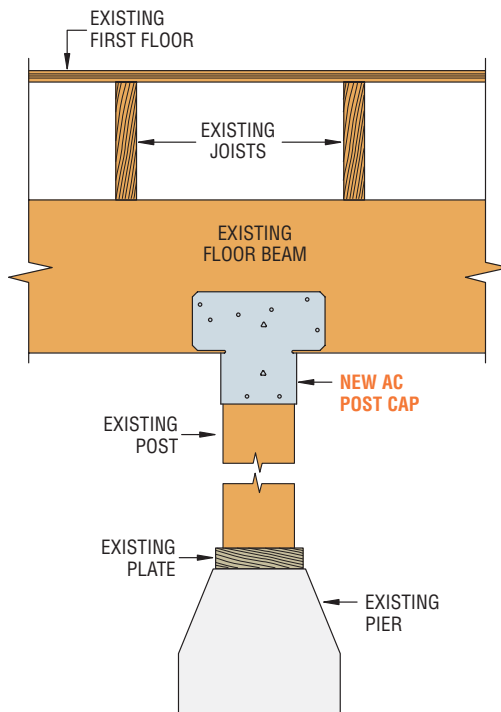 EXISTING
FIRST FLOOR
EXISTING
JOISTS
EXISTING
FLOOR BEAM
NEW AC
POST CAP
EXISTING
POST
EXISTING
PLATE
EXISTING
PIER